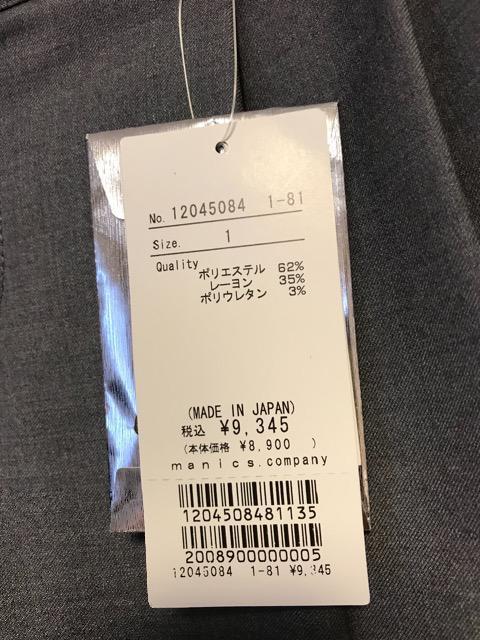 No. 12045084 1-81
Size. 1
Quality ポリエステル 62%
レーヨン 35%
ポリウレタン 3%
(MADE IN JAPAN)
税込 ¥9,345
(本体価格 ¥8,900 )
manics.company
1204508481135
2008900000005
12045084 1-81 ¥9,345